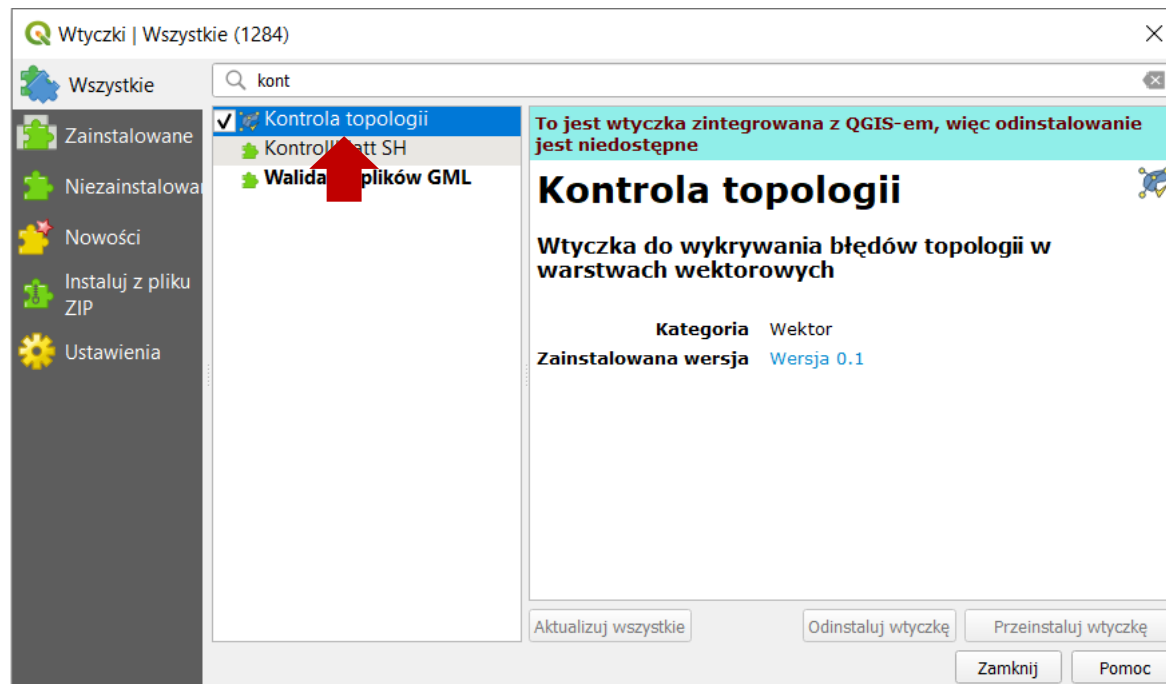 Wtyczki | Wszystkie (1284)
Wszystkie
kont
Zainstalowane
Niezainstalowa
Nowości
Instaluj z pliku
ZIP
Ustawienia
Kontrola topologii
SH
plików GML
To jest wtyczka zintegrowana z QGIS-em, więc odinstalowanie
jest niedostępne
Kontrola topologii
Wtyczka do wykrywania błędów topologii w
warstwach wektorowych
Kategoria Wektor
Zainstalowana wersja Wersja 0.1
Aktualizuj wszystkie
Odinstaluj wtyczkę
Przeinstaluj wtyczkę
Zamknij
Pomoc